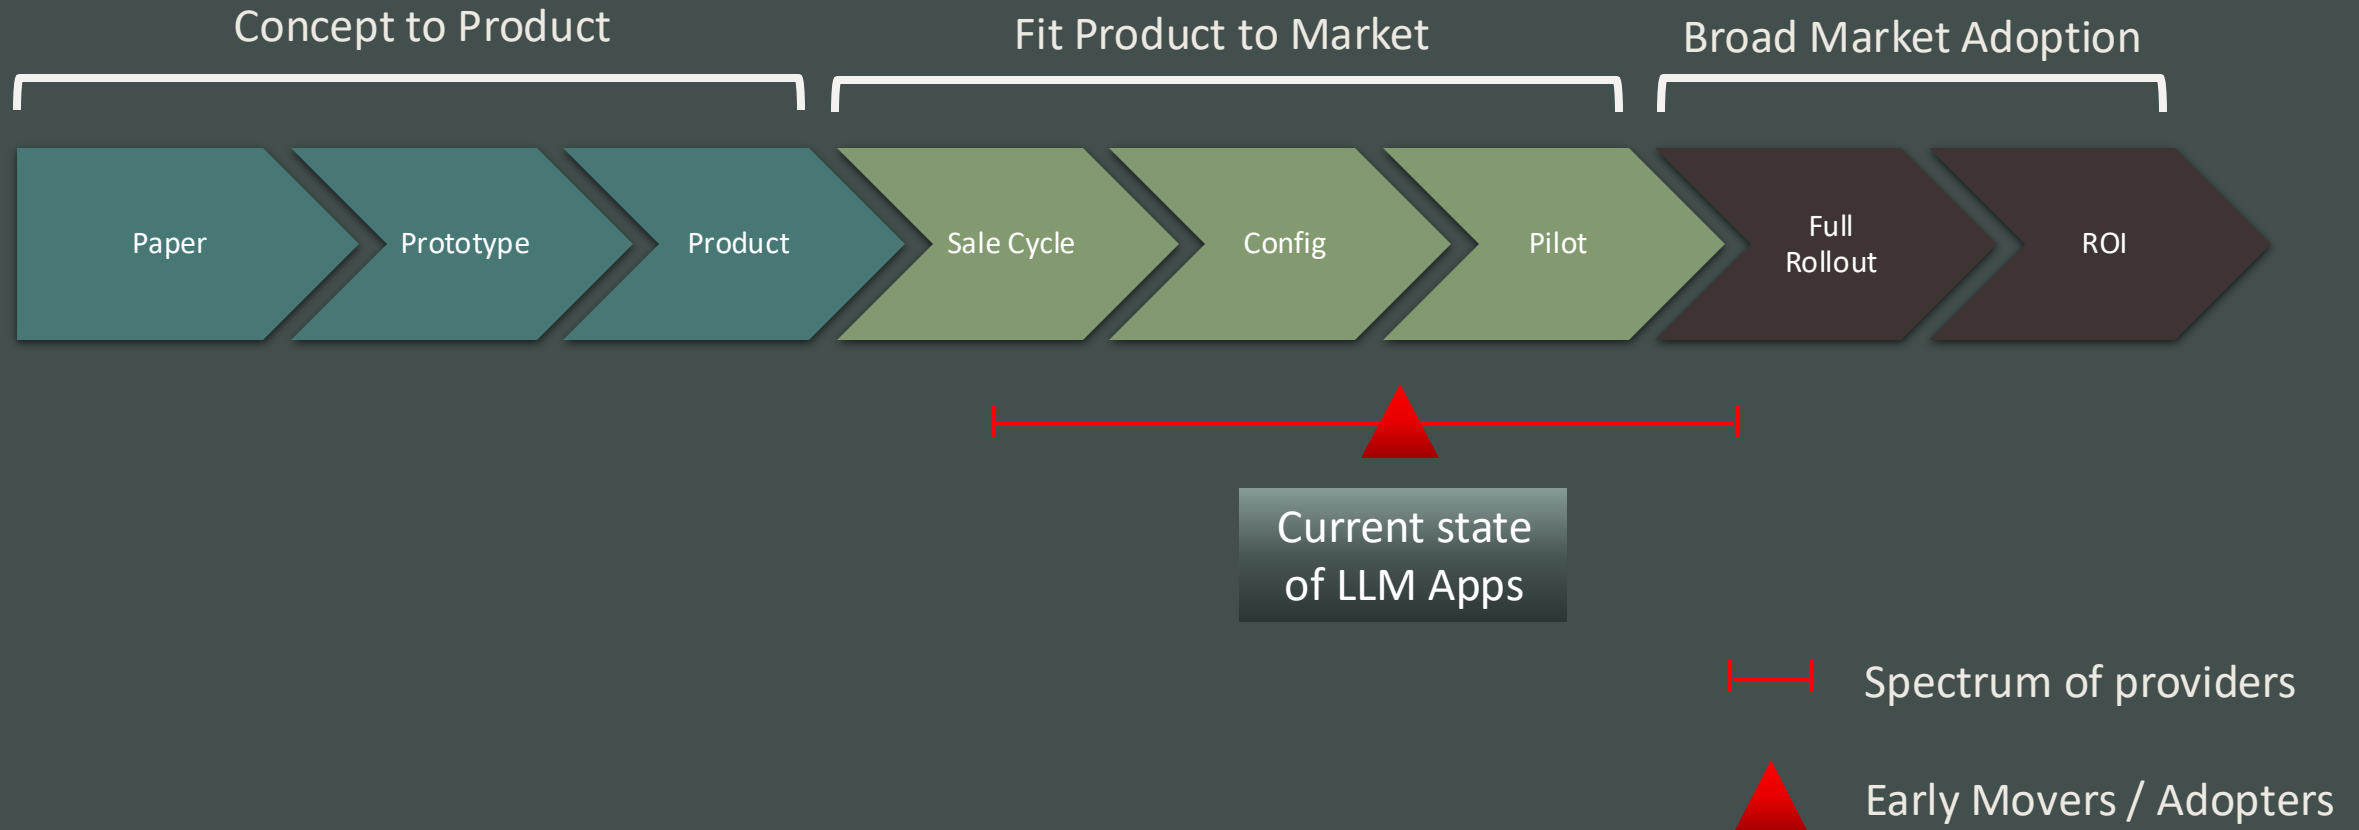 Concept to Product
Fit Product to Market
Broad Market Adoption
Paper
Prototype
Product
Sale Cycle
Config
Pilot
Full
Rollout
ROI
Current state
of LLM Apps
Spectrum of providers
Early Movers / Adopters